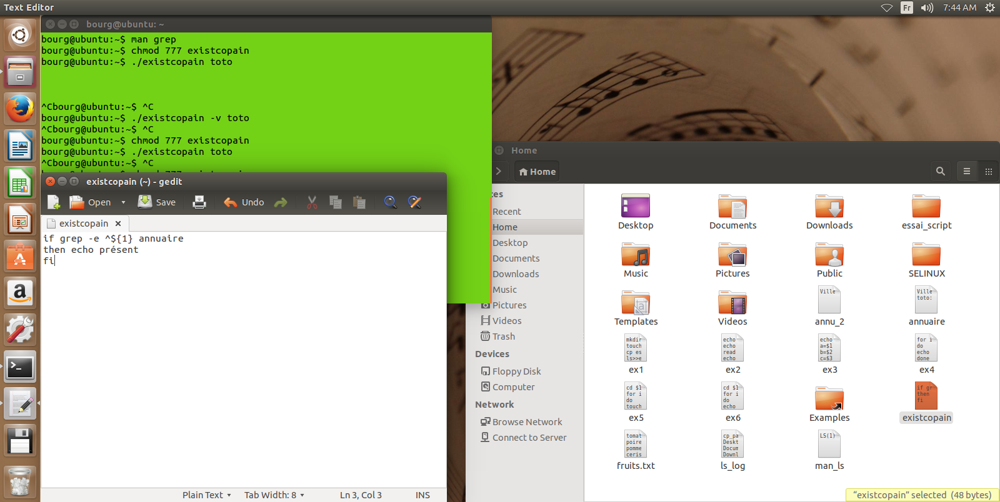 Text Editor
Fr
7:44 AM
bourg@ubuntu: ~
bourg@ubuntu:~$ man grep
bourg@ubuntu:~$ chmod 777 existcopain
bourg@ubuntu:~$ ./existcopain toto
^Cbourg@ubuntu:~$ ^C
bourg@ubuntu:~$ ./existcopain -v toto
^Cbourg@ubuntu:~$ ^C
bourg@ubuntu:~$ chmod 777 existcopain
bourg@ubuntu:~$ ./existcopain toto
^Cbourg@ubuntu:~$ ^C
existcopain (~) - gedit
Open
Save
Undo
existcopain
if grep -e ^${1} annuaire
then echo présent
fi
Plain Text
Tab Width: 8
Ln 3, Col 3
INS
Home
Home
ces
Recent
Home
Desktop
Documents
Downloads
Music
Pictures
Videos
Trash
Devices
Floppy Disk
Computer
Network
Browse Network
Connect to Server
Desktop
Documents
Downloads
essai_script
Music
Pictures
Public
SELINUX
Templates
Videos
Ville
annu_2
Ville
toto:
annuaire
mkdir
touch
cp es
ls>>e
ex1
echo
echo
read
echo
ex2
echo
a=$1
b=$2
c=$3
ex3
for i
do
echo
done
ex4
cd $1
for i
do
touch
ex5
cd $1
for i
do
echo
ex6
Examples
if gr
then
fi
existcopain
tomat
poire
pomme
ceris
fruits.txt
cp_pa
Deskt
Docum
Downl
ls_log
LS(1)
man_ls
“existcopain” selected (48 bytes)